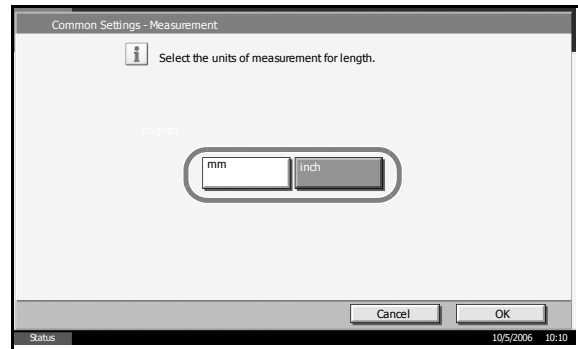 Common Settings - Measurement
Select the units of measurement for length.
English
mm inch
Cancel OK
Status 10/5/2006 10:10